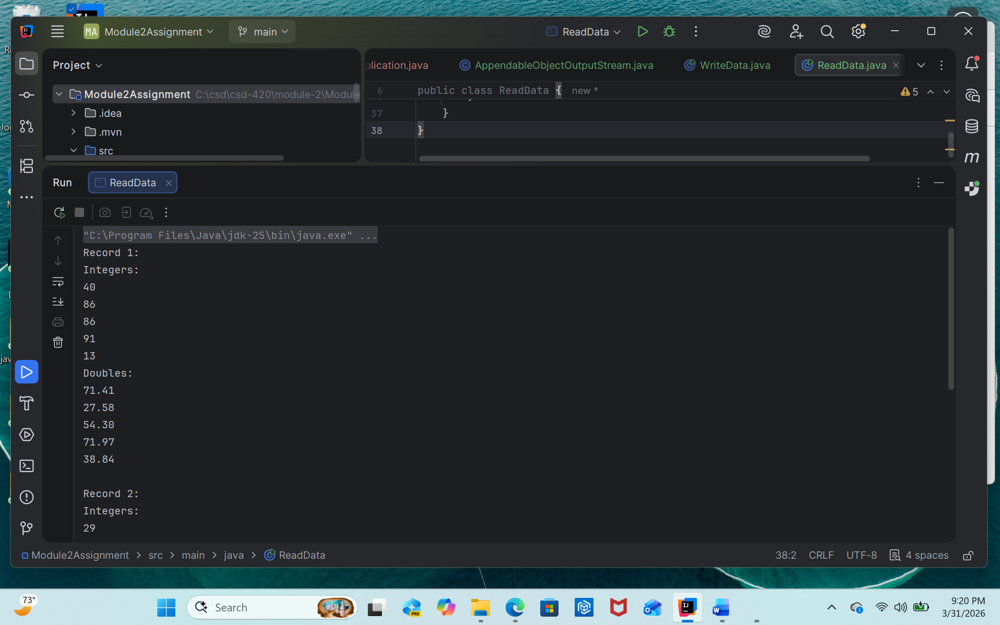 MA Module2Assignment
main
ReadData
Project
plication.java
AppendableObjectOutputStream.java
WriteData.java
ReadData.java
Module2Assignment C:\csd\csd-420\module-2\Module
.idea
.mvn
src
6 public class ReadData { new *
5
37 }
38 }
Run
ReadData
"C:\Program Files\Java\jdk-25\bin\java.exe" ...
Record 1:
Integers:
40
86
86
91
13
Doubles:
71.41
27.58
54.30
71.97
38.84
Record 2:
Integers:
29
Module2Assignment > src > main > java > ReadData
38:2 CRLF UTF-8 4 spaces
73°
Search
PRE
9:20 PM
3/31/2026